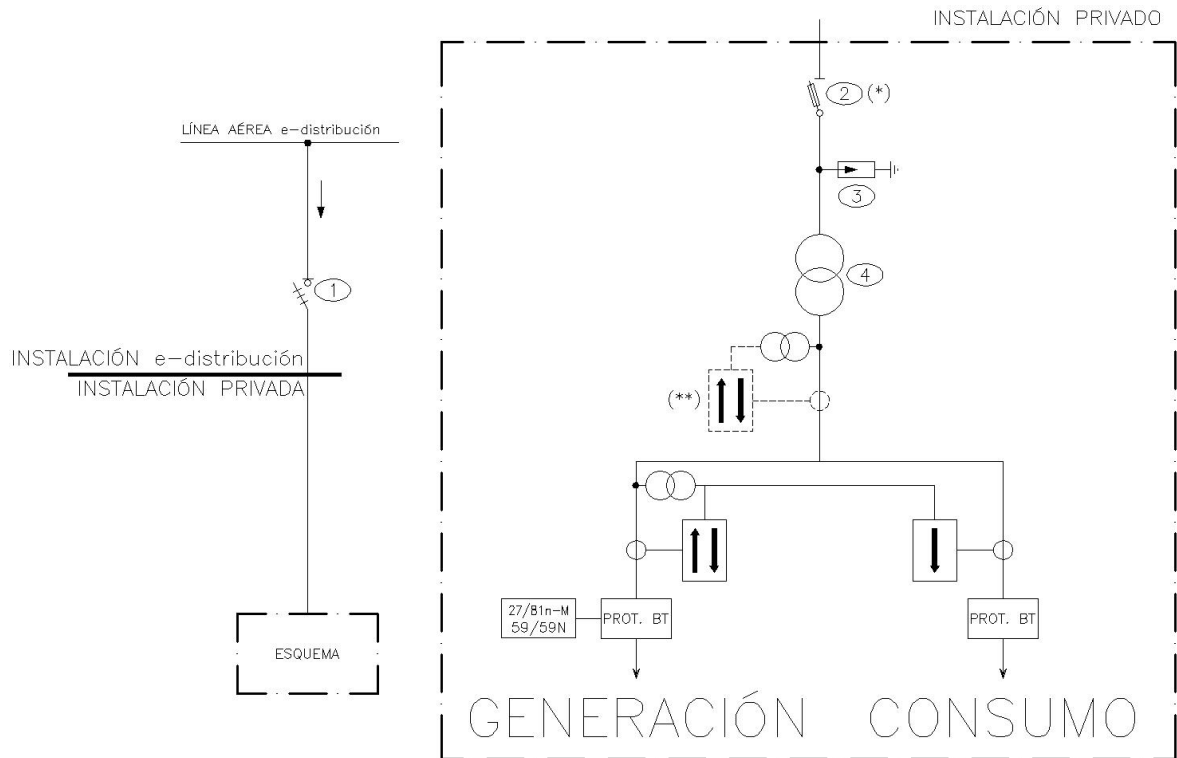 INSTALACIÓN PRIVADO
LÍNEA AÉREA e-distribución
1
INSTALACIÓN e-distribución
INSTALACIÓN PRIVADA
ESQUEMA
2 (*)
3
4
(**)
27/81n-M
59/59N
PROT. BT
PROT. BT
GENERACIÓN
CONSUMO